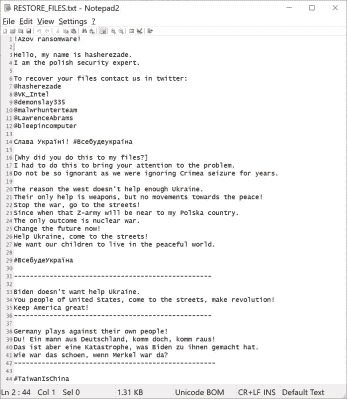 RESTORE_FILES.txt - Notepad2
File Edit View Settings ?
1 !Azov ransomware!
2
3 Hello, my name is hasherezade.
4 I am the polish security expert.
5
6 To recover your files contact us in twitter:
7 @hasherezade
8 @VK_Intel
9 @demonslay335
10 @malwrhunterteam
11 @LawrenceAbrams
12 @bleepincomputer
13
14 Слава Україні! #Всебудеукраїна
15
16 [Why did you do this to my files?]
17 I had to do this to bring your attention to the problem.
18 Do not be so ignorant as we were ignoring Crimea seizure for years.
19
20 The reason the west doesn't help enough Ukraine.
21 Their only help is weapons, but no movements towards the peace!
22 Stop the war, go to the streets!
23 Since when that Z-army will be near to my Polska country.
24 The only outcome is nuclear war.
25 Change the future now!
26 Help Ukraine, come to the streets!
27 We want our children to live in the peaceful world.
28
29 #ВсебудеУкраїна
30
31 --------------------------------------------------
32
33 Biden doesn't want help Ukraine.
34 You people of United States, come to the streets, make revolution!
35 Keep America great!
36 --------------------------------------------------
37
38 Germany plays against their own people!
39 Du! Ein mann aus Deutschland, komm doch, komm raus!
40 Das ist aber eine Katastrophe, was Biden zu ihnen gemacht hat.
41 Wie war das schoen, wenn Merkel war da?
42 --------------------------------------------------
43
44 #TaiwanIsChina
Ln 2 : 44 Col 1 Sel 0 1.31 KB Unicode BOM CR+LF INS Default Text